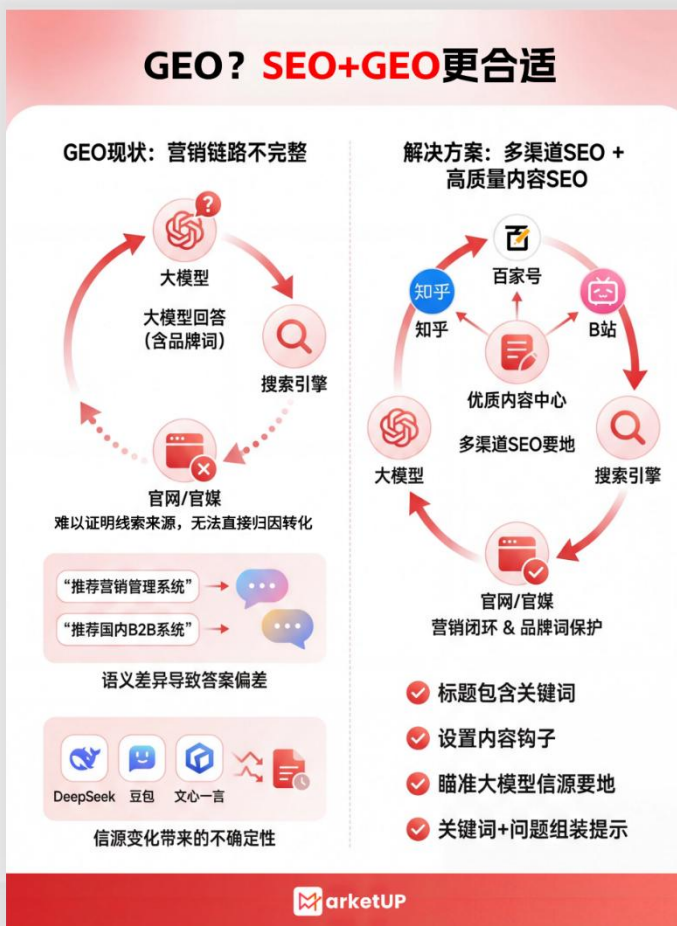 GEO？SEO+GEO更合适
GEO现状：营销链路不完整
?
大模型
大模型回答
（含品牌词）
搜索引擎
官网/官媒
难以证明线索来源，无法直接归因转化
“推荐营销管理系统”
“推荐国内B2B系统”
语义差异导致答案偏差
DeepSeek
豆包
文心一言
信源变化带来的不确定性
解决方案：多渠道SEO +
高质量内容SEO
百
百家号
知乎
知乎
B站
优质内容中心
多渠道SEO要地
大模型
搜索引擎
官网/官媒
营销闭环 & 品牌词保护
标题包含关键词
设置内容钩子
瞄准大模型信源要地
关键词+问题组装提示
MarketUP